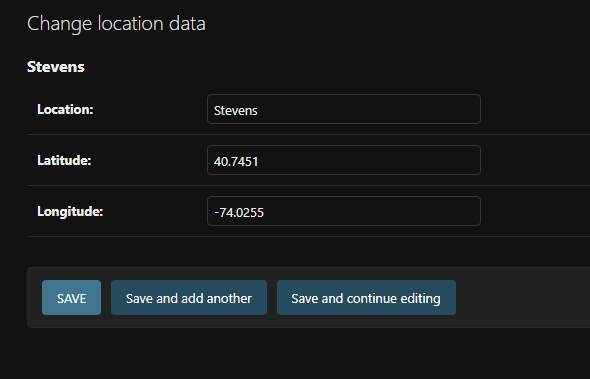 Change location data
Stevens
Location: Stevens
Latitude: 40.7451
Longitude: -74.0255
SAVE Save and add another Save and continue editing